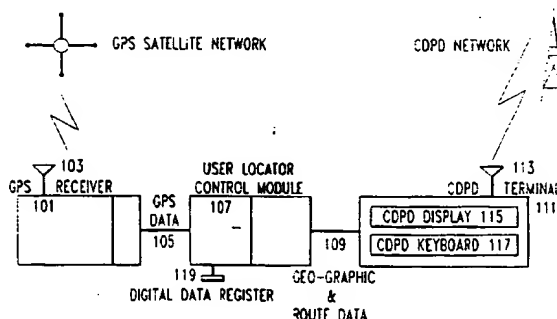 GPS SATELLITE NETWORK
CDPD NETWORK
103
GPS RECEIVER
101
GPS DATA
105
USER LOCATOR
CONTROL MODULE
107
119
DIGITAL DATA REGISTER
109
GEO-GRAPHIC
&
ROUTE DATA
113
CDPD TERMINAL
111
CDPD DISPLAY 115
CDPD KEYBOARD 117